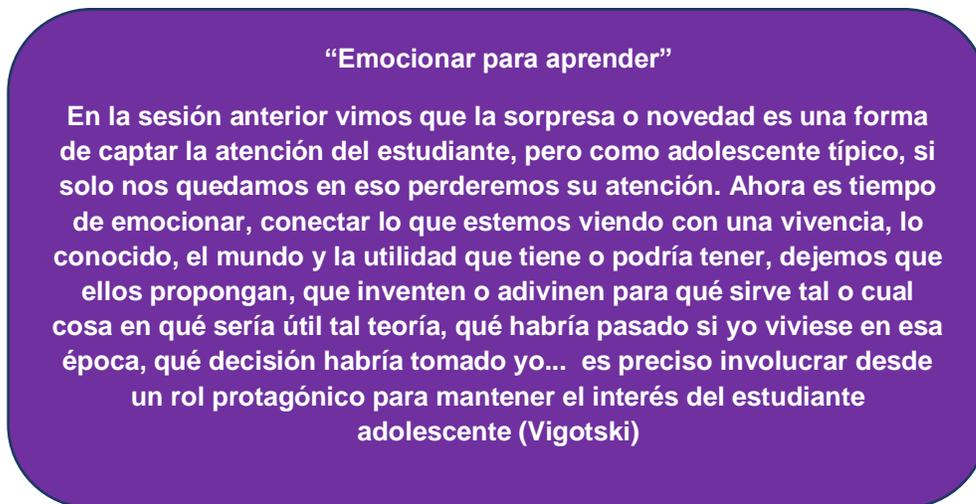 “Emocionar para aprender”
En la sesión anterior vimos que la sorpresa o novedad es una forma
de captar la atención del estudiante, pero como adolescente típico, si
solo nos quedamos en eso perderemos su atención. Ahora es tiempo
de emocionar, conectar lo que estemos viendo con una vivencia, lo
conocido, el mundo y la utilidad que tiene o podría tener, dejemos que
ellos propongan, que inventen o adivinen para qué sirve tal o cual
cosa en qué sería útil tal teoría, qué habría pasado si yo viviese en esa
época, qué decisión habría tomado yo... es preciso involucrar desde
un rol protagónico para mantener el interés del estudiante
adolescente (Vigotski)